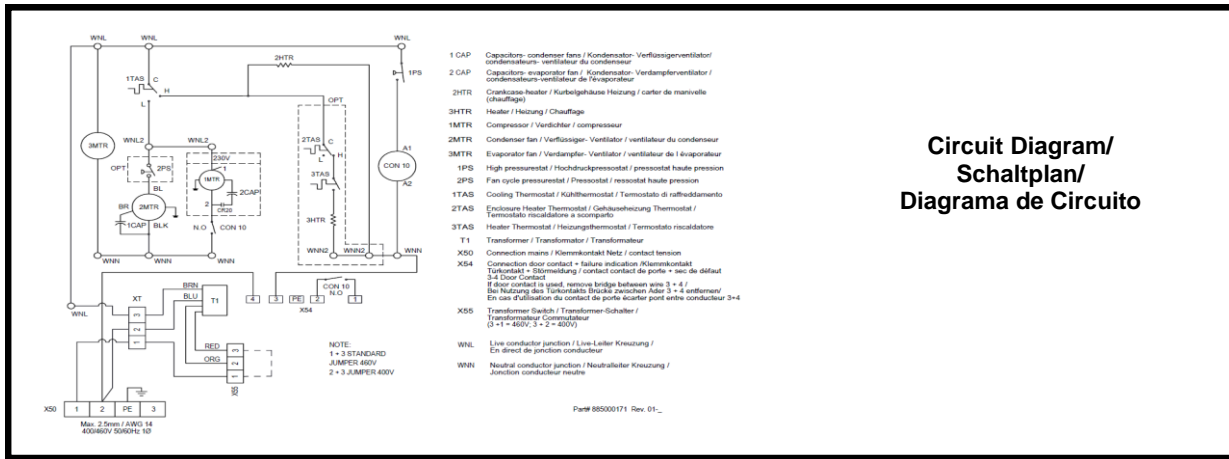 WNL WNL WNL
2HTR
1PS
1TAS C
H
L
OPT
WNL2 WNL2
3MTR
230V
2TAS C
L H
A1
CON 10
A2
OPT 2PS
1
1MTR
3TAS
BL
2CAP
BR 2MTR
2
CR20
3HTR
1CAP BLK
N.O CON 10
WNN WNN WNN WNN2 WNN2 WNN
BRN
XT
BLU
T1
4 3 PE 2 1
CON 10
N.O
X54
WNL
3
2
1
RED
ORG
3
2
1
X55
NOTE:
1 + 3 STANDARD
JUMPER 460V
2 + 3 JUMPER 400V
X50 1 2 PE 3
Max. 2.5mm / AWG 14
400/460V 50/60Hz 1Ø
1 CAP Capacitors- condenser fans / Kondensator- Verflüssigerventilator/
condensateurs- ventilateur du condenseur
2 CAP Capacitors- evaporator fan / Kondensator- Verdampferventilator /
condensateurs-ventilateur de l'évaporateur
2HTR Crankcase-heater / Kurbelgehäuse Heizung / carter de manivelle
(chauffage)
3HTR Heater / Heizung / Chauffage
1MTR Compressor / Verdichter / compresseur
2MTR Condenser fan / Verflüssiger- Ventilator / ventilateur du condenseur
3MTR Evaporator fan / Verdampfer- Ventilator / ventilateur de l évaporateur
1PS High pressurestat / Hochdruckpressostat / pressostat haute pression
2PS Fan cycle pressurestat / Pressostat / ressostat haute pression
1TAS Cooling Thermostat / Kühlthermostat / Termostato di raffreddamento
2TAS Enclosure Heater Thermostat / Gehäuseheizung Thermostat /
Termostato riscaldatore a scomparto
3TAS Heater Thermostat / Heizungsthermostat / Termostato riscaldatore
T1 Transformer / Transformator / Transformateur
X50 Connection mains / Klemmkontakt Netz / contact tension
X54 Connection door contact + failure indication /Klemmkontakt
Türkontakt + Störmeldung / contact contact de porte + sec de défaut
3-4 Door Contact
If door contact is used, remove bridge between wire 3 + 4 /
Bei Nutzung des Türkontakts Brücke zwischen Ader 3 + 4 entfernen/
En cas d'utilisation du contact de porte écarter pont entre conducteur 3+4
X55 Transformer Switch / Transformer-Schalter /
Transformateur Commutateur
(3 +1 = 460V; 3 + 2 = 400V)
WNL Live conductor junction / Live-Leiter Kreuzung /
En direct de jonction conducteur
WNN Neutral conductor junction / Neutralleiter Kreuzung /
Jonction conducteur neutre
Part# 885000171 Rev. 01-_
Circuit Diagram/
Schaltplan/
Diagrama de Circuito